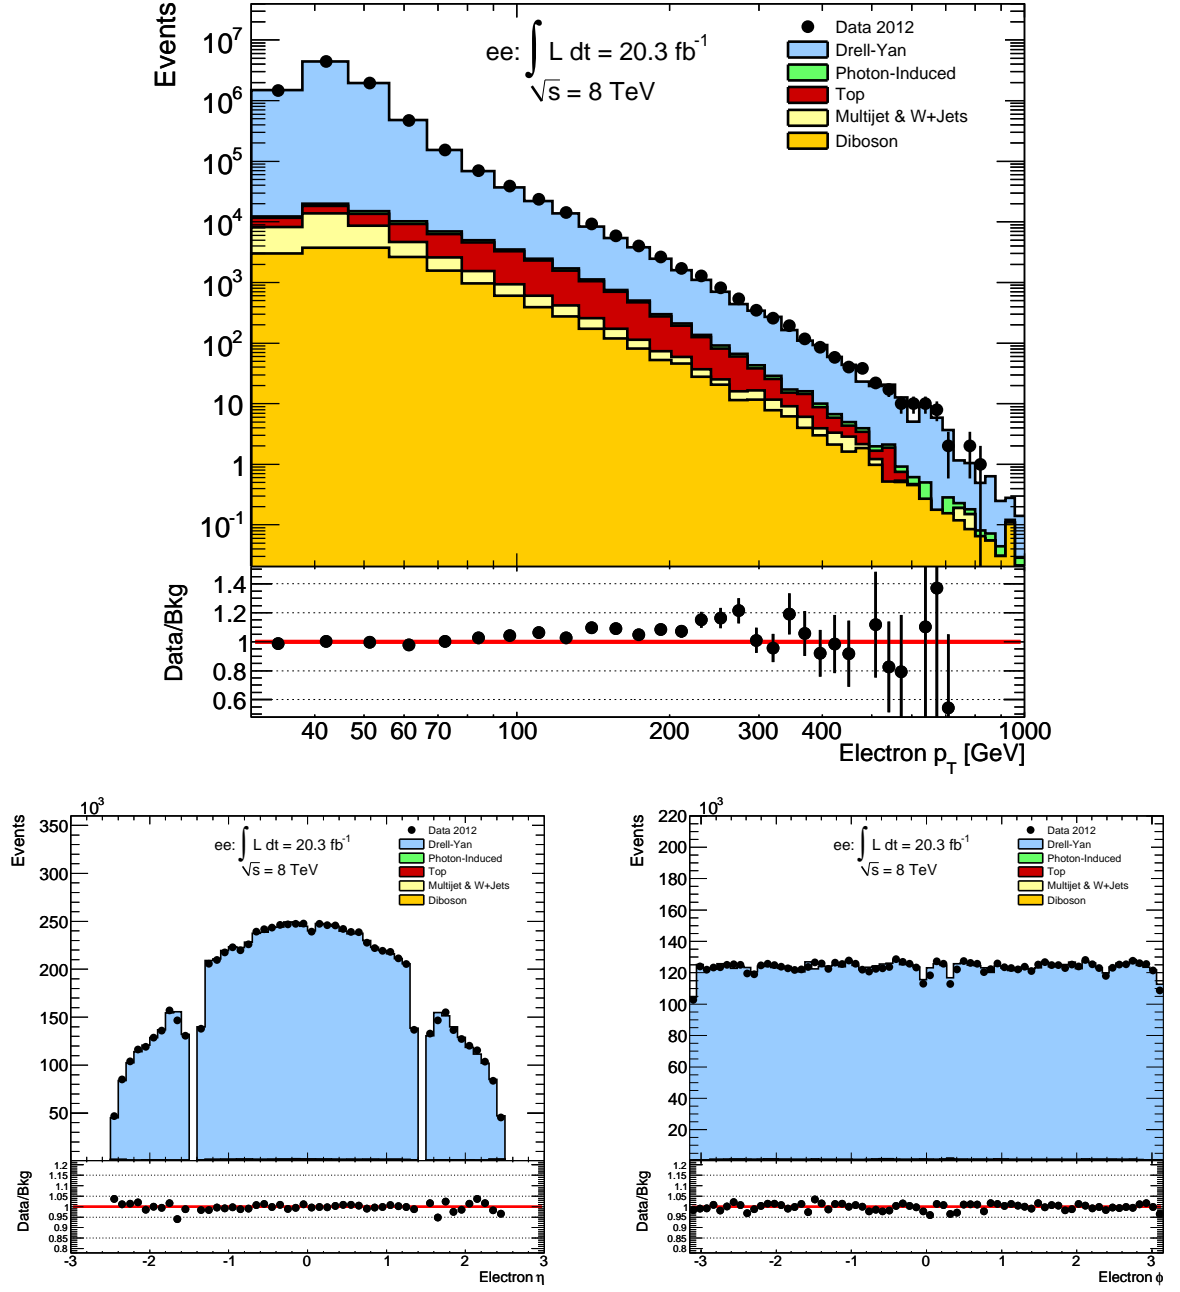 Events
10^7
10^6
10^5
10^4
10^3
10^2
10
1
10^-1
ee: ∫ L dt = 20.3 fb^-1
√s = 8 TeV
Data 2012
Drell-Yan
Photon-Induced
Top
Multijet & W+Jets
Diboson
Data/Bkg
1.4
1.2
1
0.8
0.6
40 50 60 70 100 200 300 400 1000
Electron p_T [GeV]
10^3
Events
350
300
250
200
150
100
50
ee: ∫ L dt = 20.3 fb^-1
√s = 8 TeV
Data 2012
Drell-Yan
Photon-Induced
Top
Multijet & W+Jets
Diboson
Data/Bkg
1.2
1.15
1.1
1.05
1
0.95
0.9
0.85
0.8
-3 -2 -1 0 1 2 3
Electron η
10^3
Events
220
200
180
160
140
120
100
80
60
40
20
ee: ∫ L dt = 20.3 fb^-1
√s = 8 TeV
Data 2012
Drell-Yan
Photon-Induced
Top
Multijet & W+Jets
Diboson
Data/Bkg
1.2
1.15
1.1
1.05
1
0.95
0.9
0.85
0.8
-3 -2 -1 0 1 2 3
Electron ϕ